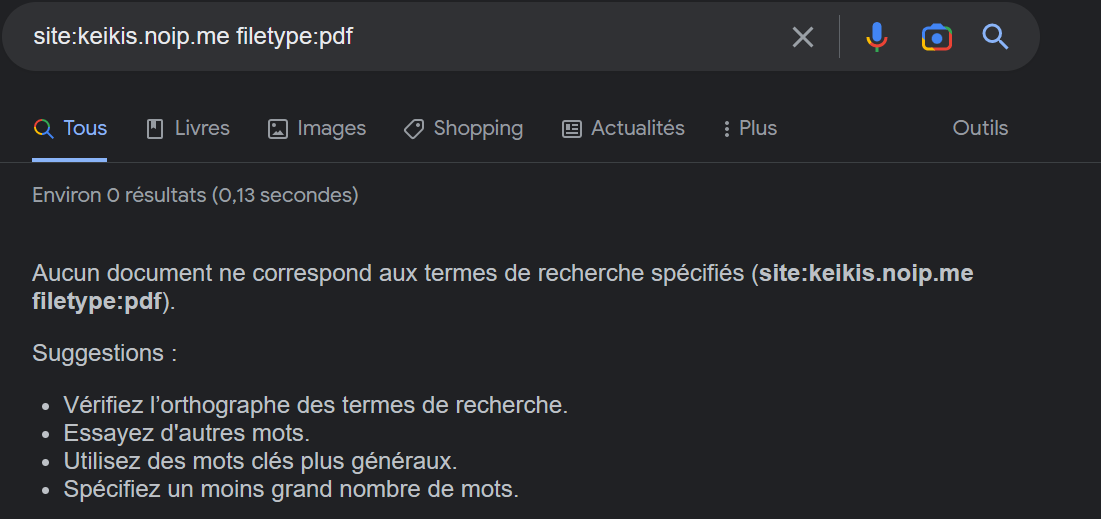 site:keikis.noip.me filetype:pdf
Tous Livres Images Shopping Actualités Plus Outils
Environ 0 résultats (0,13 secondes)
Aucun document ne correspond aux termes de recherche spécifiés (site:keikis.noip.me
filetype:pdf).
Suggestions :
Vérifiez l’orthographe des termes de recherche.
Essayez d'autres mots.
Utilisez des mots clés plus généraux.
Spécifiez un moins grand nombre de mots.